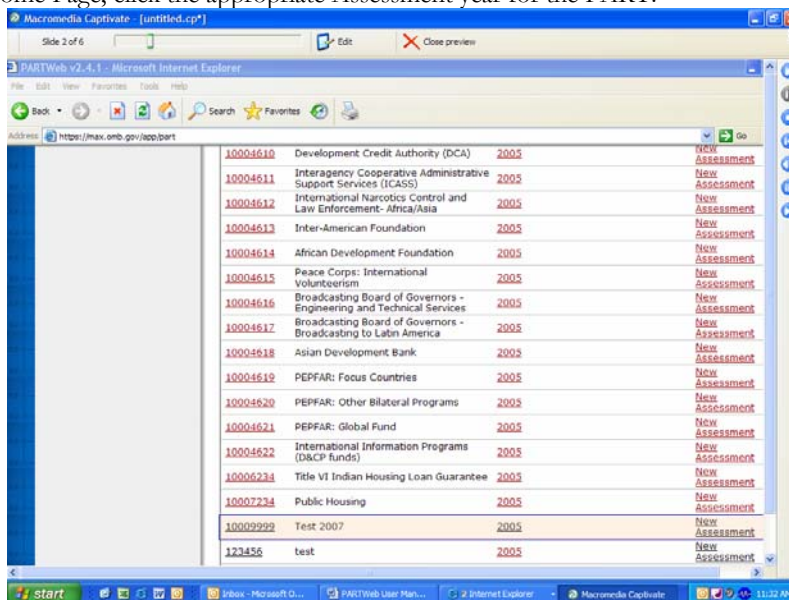 ome Page, click the appropriate Assessment year for the PART.
Macromedia Captivate - [untitled.cp*]
Slide 2 of 6 Edit Close preview
PARTWeb v2.4.1 - Microsoft Internet Explorer
File Edit View Favorites Tools Help
Back Search Favorites
Address https://max.omb.gov/app/part Go
10004610 Development Credit Authority (DCA) 2005 New Assessment
10004611 Interagency Cooperative Administrative Support Services (ICASS) 2005 New Assessment
10004612 International Narcotics Control and Law Enforcement- Africa/Asia 2005 New Assessment
10004613 Inter-American Foundation 2005 New Assessment
10004614 African Development Foundation 2005 New Assessment
10004615 Peace Corps: International Volunteerism 2005 New Assessment
10004616 Broadcasting Board of Governors - Engineering and Technical Services 2005 New Assessment
10004617 Broadcasting Board of Governors - Broadcasting to Latin America 2005 New Assessment
10004618 Asian Development Bank 2005 New Assessment
10004619 PEPFAR: Focus Countries 2005 New Assessment
10004620 PEPFAR: Other Bilateral Programs 2005 New Assessment
10004621 PEPFAR: Global Fund 2005 New Assessment
10004622 International Information Programs (D&CP funds) 2005 New Assessment
10006234 Title VI Indian Housing Loan Guarantee 2005 New Assessment
10007234 Public Housing 2005 New Assessment
10009999 Test 2007 2005 New Assessment
123456 test 2005 New Assessment
start Inbox - Microsoft O... PARTWeb User Man... 2 Internet Explorer Macromedia Captivate 11:32 AM